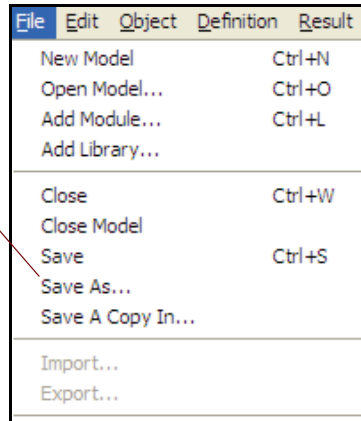 File Edit Object Definition Result
New Model Ctrl+N
Open Model... Ctrl+O
Add Module... Ctrl+L
Add Library...
Close Ctrl+W
Close Model
Save Ctrl+S
Save As...
Save A Copy In...
Import...
Export...